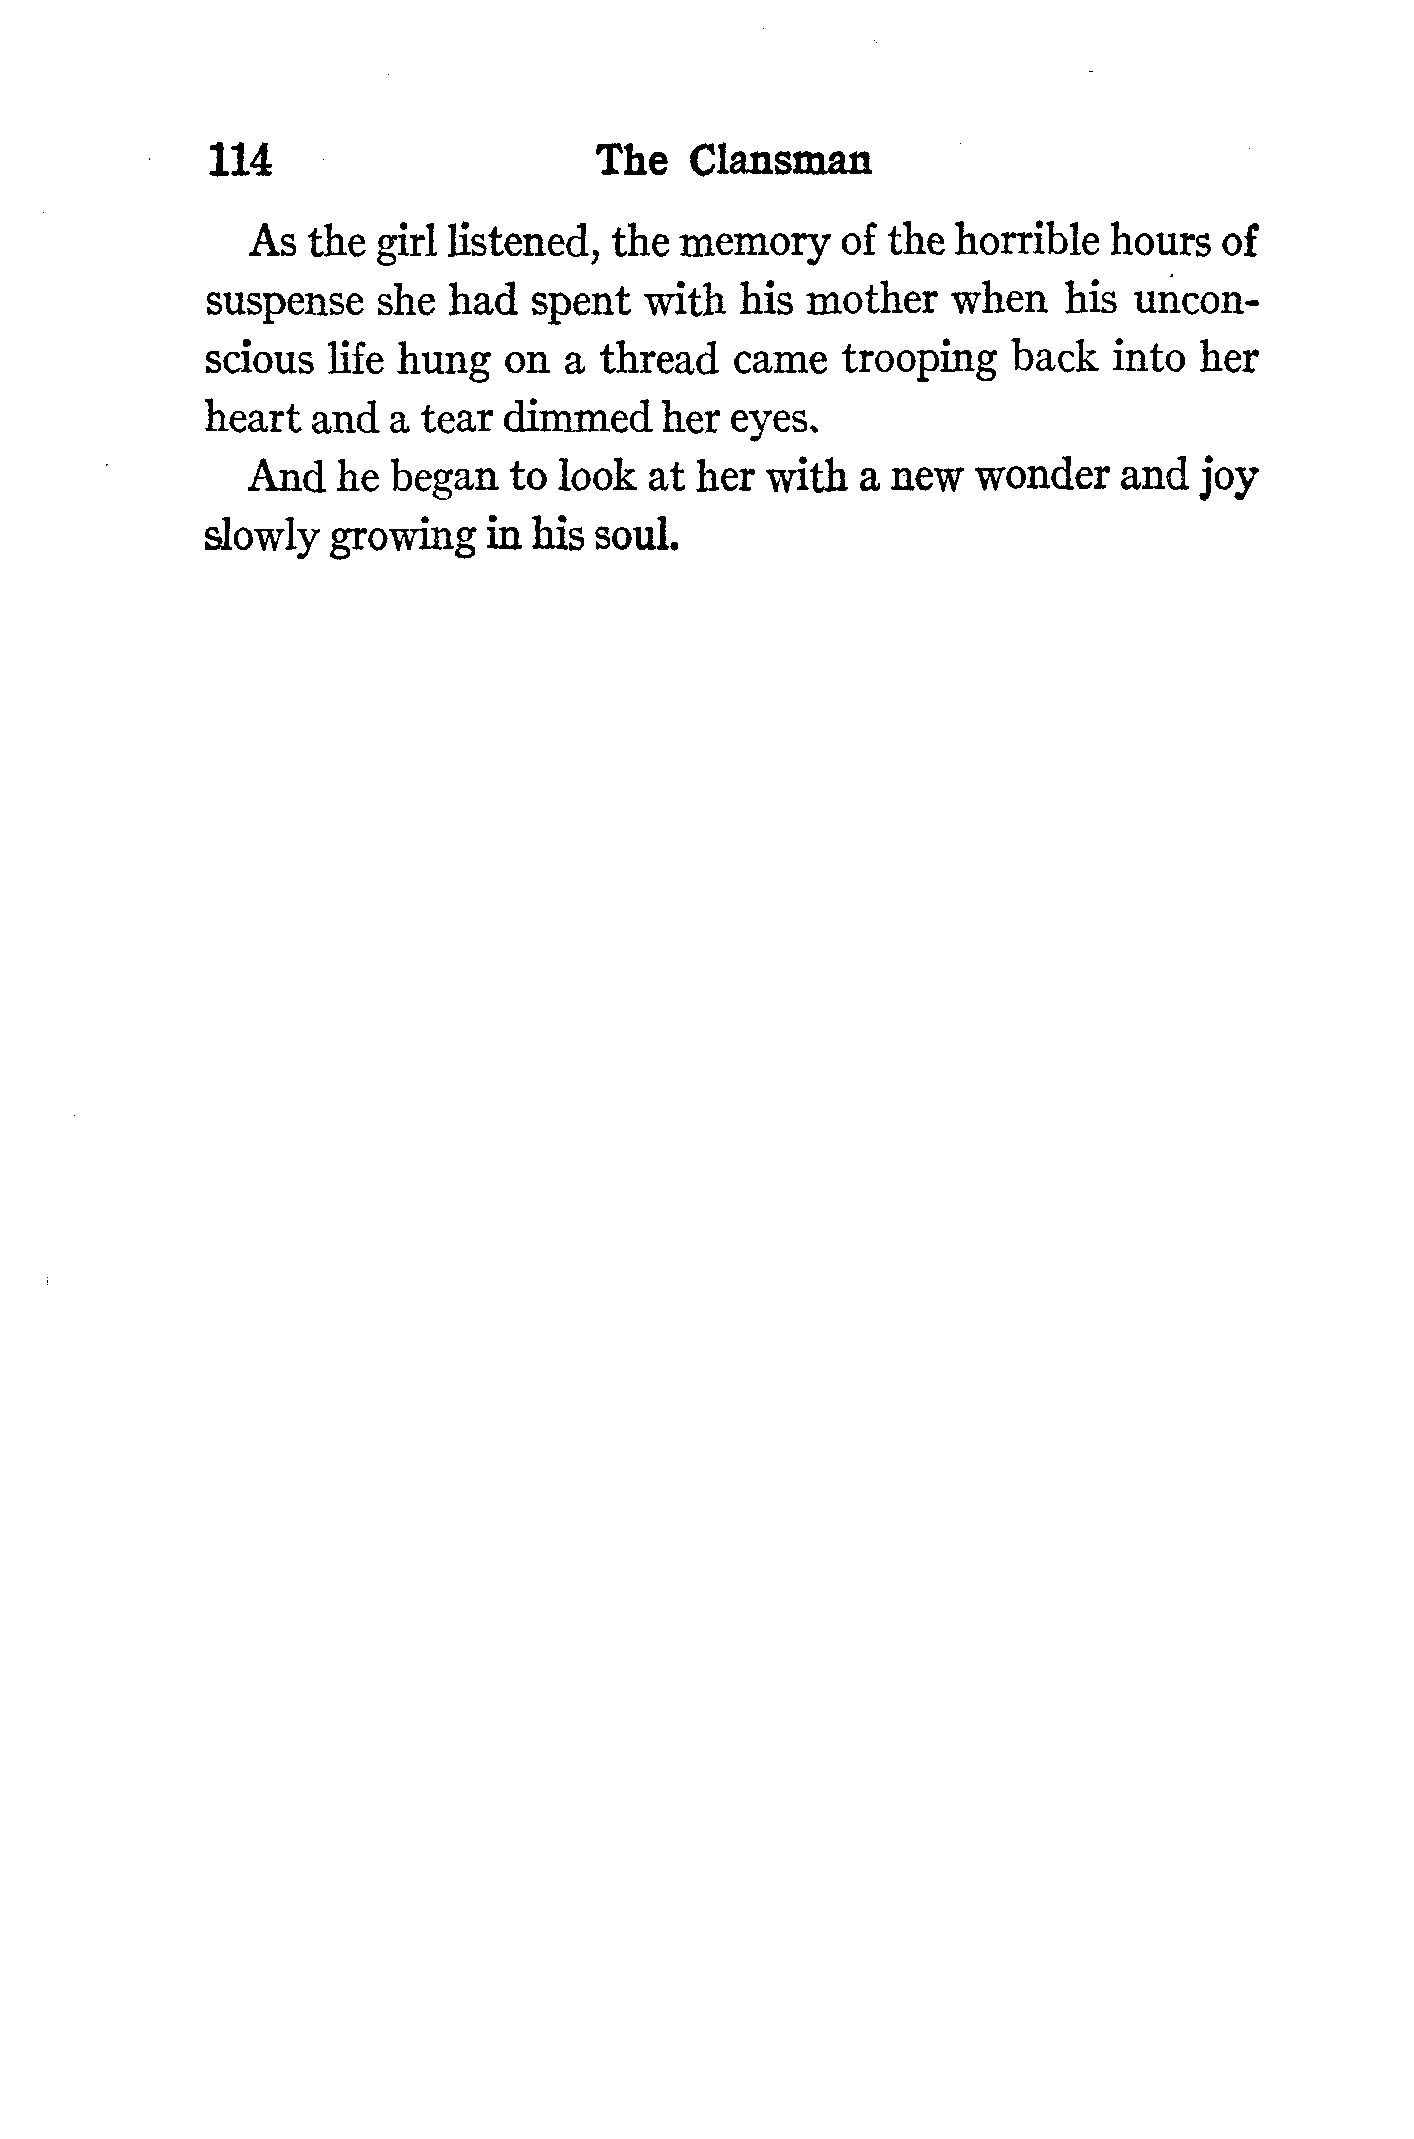 114 The Clansman
As the girl listened, the memory of the horrible hours of
suspense she had spent with his mother when his uncon-
scious life hung on a thread came trooping back into her
heart and a tear dimmed her eyes.
And he began to look at her with a new wonder and joy
slowly growing in his soul.